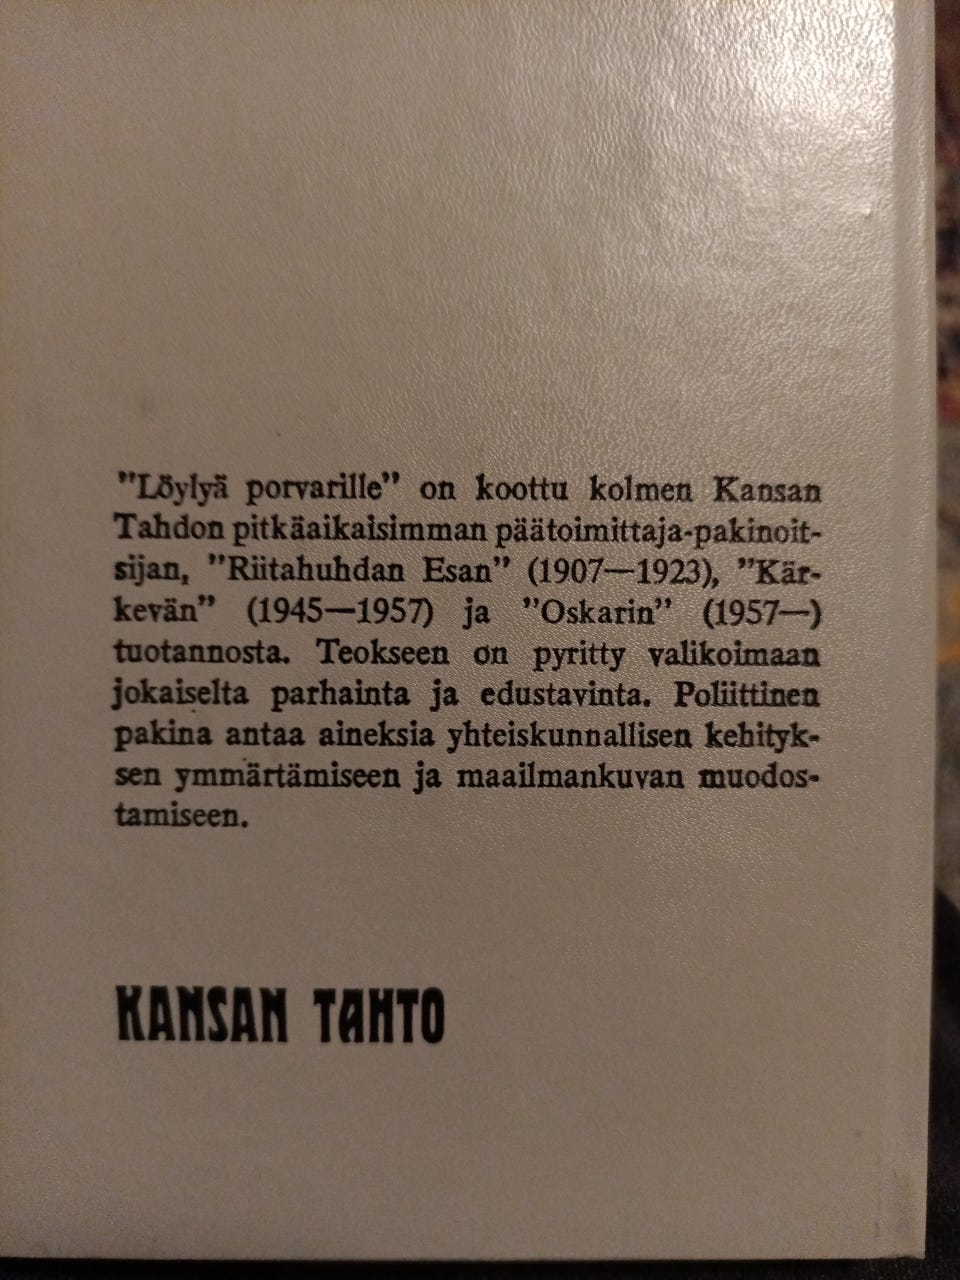 "Löylyä porvarille" on koottu kolmen Kansan
Tahdon pitkäaikaisimman päätoimittaja-pakinoit-
sijan, "Riitahuhdan Esan" (1907—1923), "Kär-
kevän" (1945—1957) ja "Oskarin" (1957—)
tuotannosta. Teokseen on pyritty valikoimaan
jokaiselta parhainta ja edustavinta. Poliittinen
pakina antaa aineksia yhteiskunnallisen kehityk-
sen ymmärtämiseen ja maailmankuvan muodos-
tamiseen.
KANSAN TAHTO